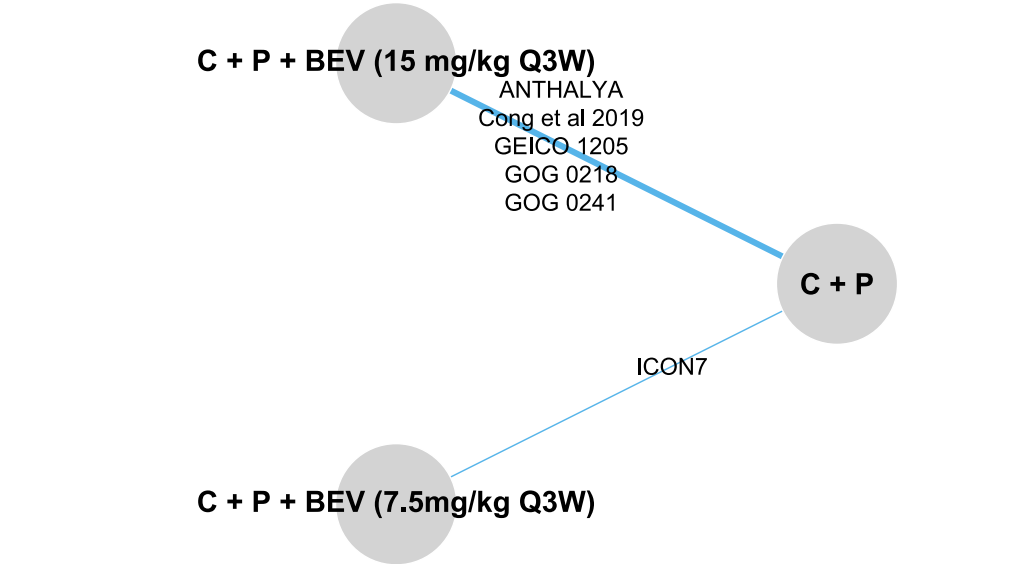 C + P + BEV (15 mg/kg Q3W)
ANTHALYA
Cong et al 2019
GEICO 1205
GOG 0218
GOG 0241
C + P
ICON7
C + P + BEV (7.5mg/kg Q3W)